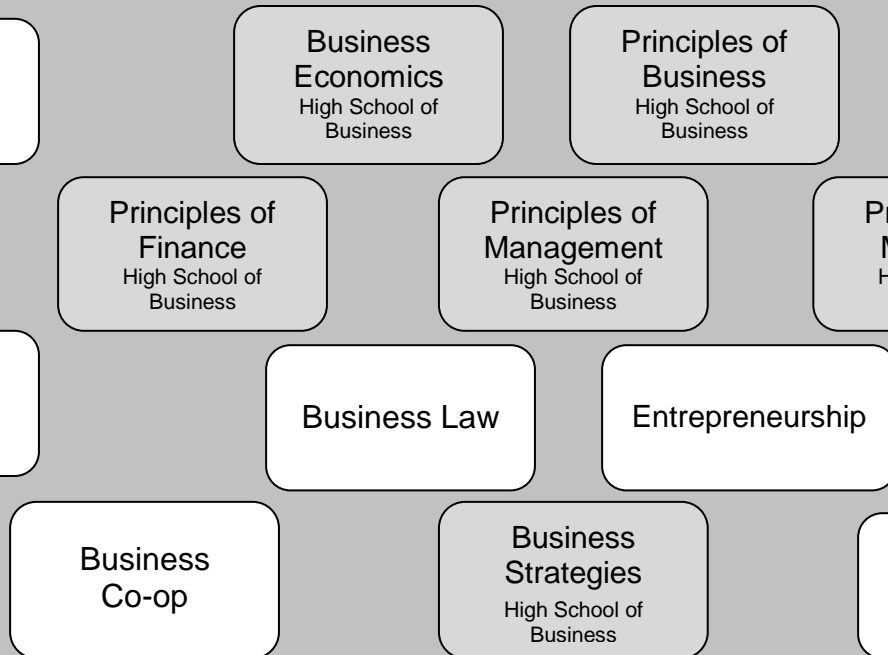 Business
Economics
High School of
Business
Principles of
Business
High School of
Business
Principles of
Finance
High School of
Business
Principles of
Management
High School of
Business
Business Law
Entrepreneurship
Business
Co-op
Business
Strategies
High School of
Business